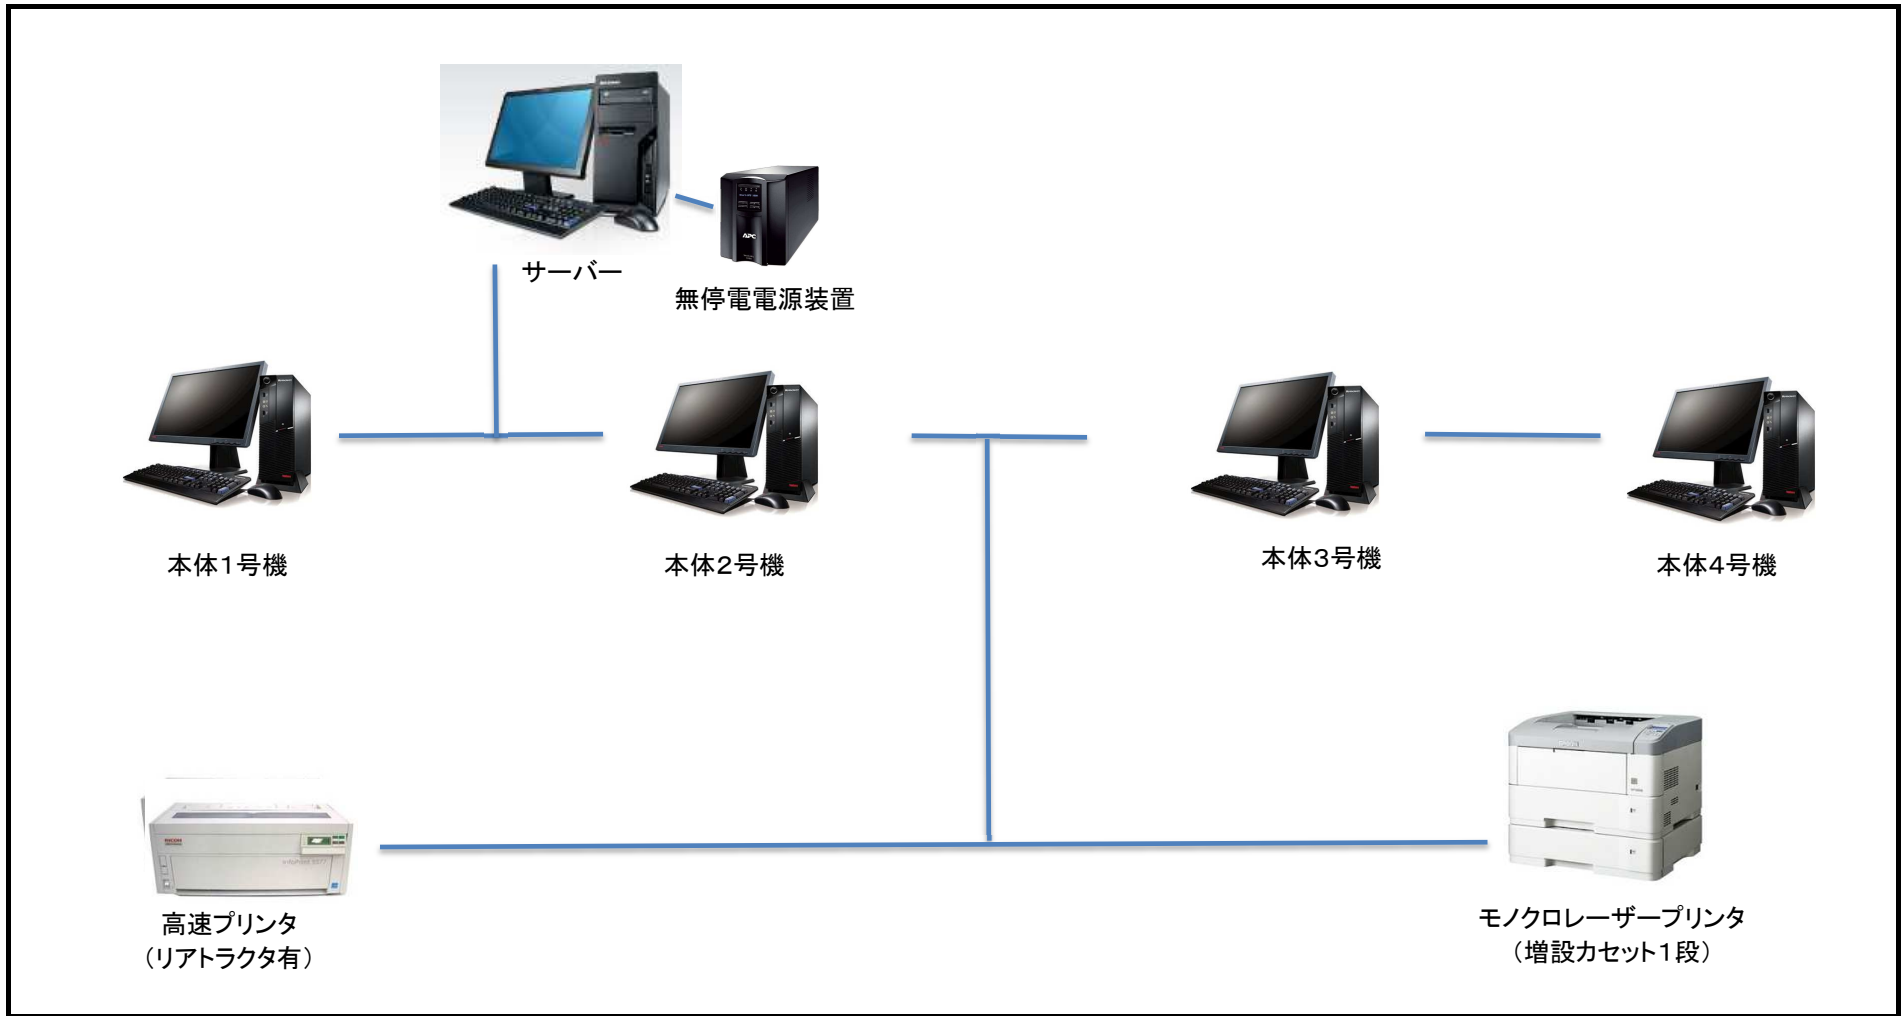 サーバー
APC
無停電電源装置
本体1号機
本体2号機
本体3号機
本体4号機
高速プリンタ
（リアトラクタ有）
モノクロレーザープリンタ
（増設カセット1段）